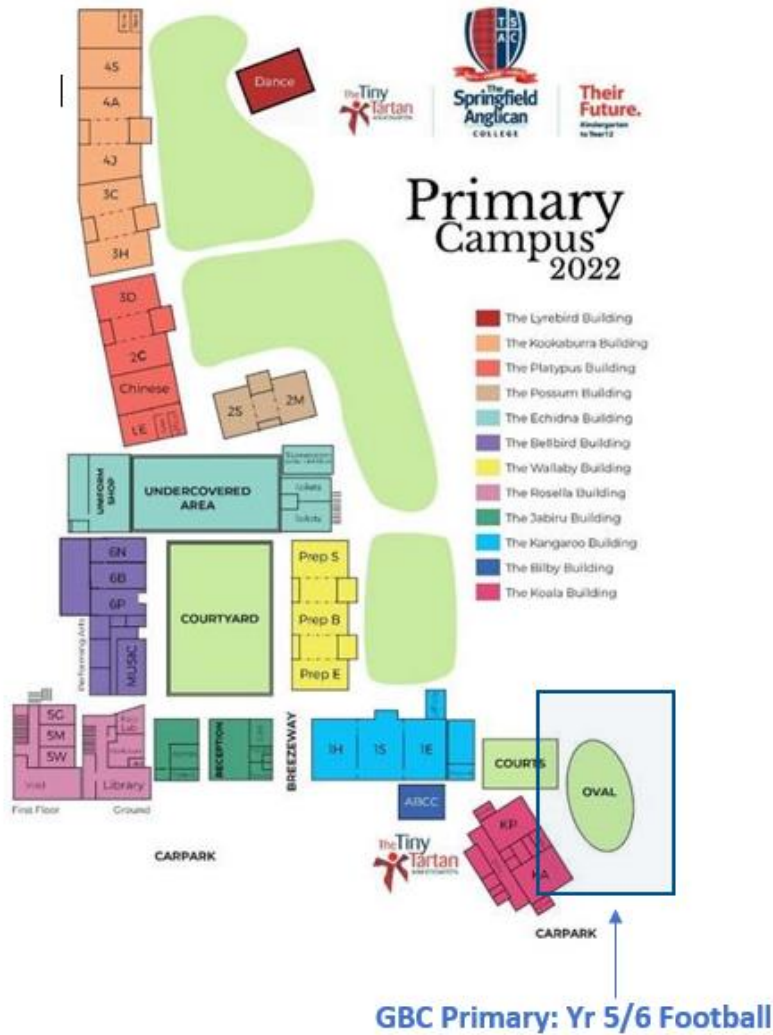 4S
4A
4J
3C
3H
Dance
The Tiny
Tartan
KINDERGARTEN
TS
AC
The
Springfield
Anglican
COLLEGE
Their
Future.
Kindergarten
to Year 12
Primary
Campus
2022
3D
2C
Chinese
1E
2S
2M
The Lyrebird Building
The Kookaburra Building
The Platypus Building
The Possum Building
The Echidna Building
The Bellbird Building
The Wallaby Building
The Rosella Building
The Jabiru Building
The Kangaroo Building
The Bilby Building
The Koala Building
UNIFORM
SHOP
UNDERCOVERED
AREA
Toilets
Toilets
6N
6B
6P
Performing Arts
MUSIC
COURTYARD
Prep S
Prep B
Prep E
5G
5M
5W
Library
First Floor
Ground
RECEPTION
BREEZEWAY
1H
1S
1E
COURTS
OVAL
ABCC
KP
KA
The Tiny
Tartan
KINDERGARTEN
CARPARK
CARPARK
GBC Primary: Yr 5/6 Football